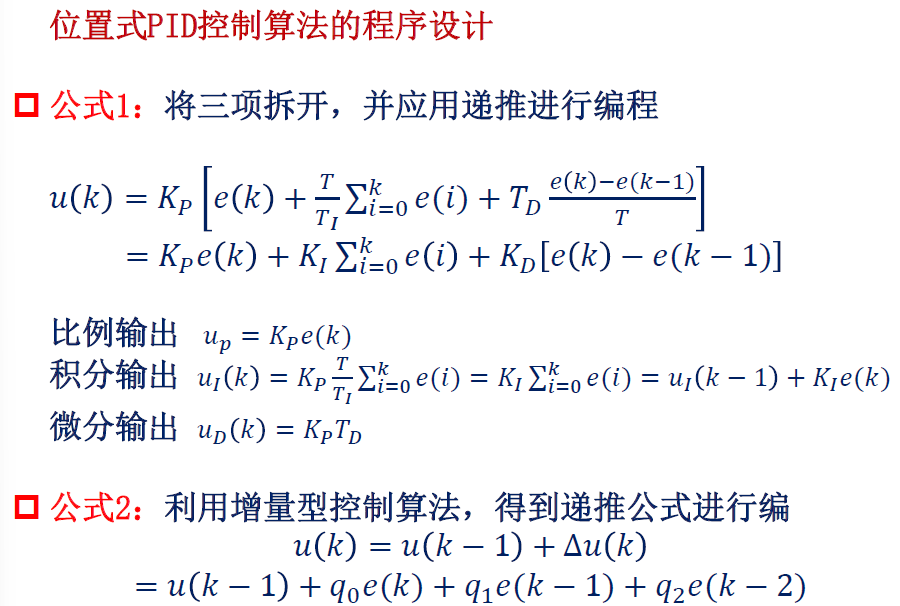 位置式PID控制算法的程序设计
公式1：将三项拆开，并应用递推进行编程
u(k) = K_P [e(k) + \frac{T}{T_I} \sum_{i=0}^{k} e(i) + T_D \frac{e(k)-e(k-1)}{T}]
= K_P e(k) + K_I \sum_{i=0}^{k} e(i) + K_D[e(k) − e(k − 1)]
比例输出 u_p = K_P e(k)
积分输出 u_I(k) = K_P \frac{T}{T_I} \sum_{i=0}^{k} e(i) = K_I \sum_{i=0}^{k} e(i) = u_I(k − 1) + K_I e(k)
微分输出 u_D(k) = K_P T_D
公式2：利用增量型控制算法，得到递推公式进行编
u(k) = u(k − 1) + Δu(k)
= u(k − 1) + q_0 e(k) + q_1 e(k − 1) + q_2 e(k − 2)